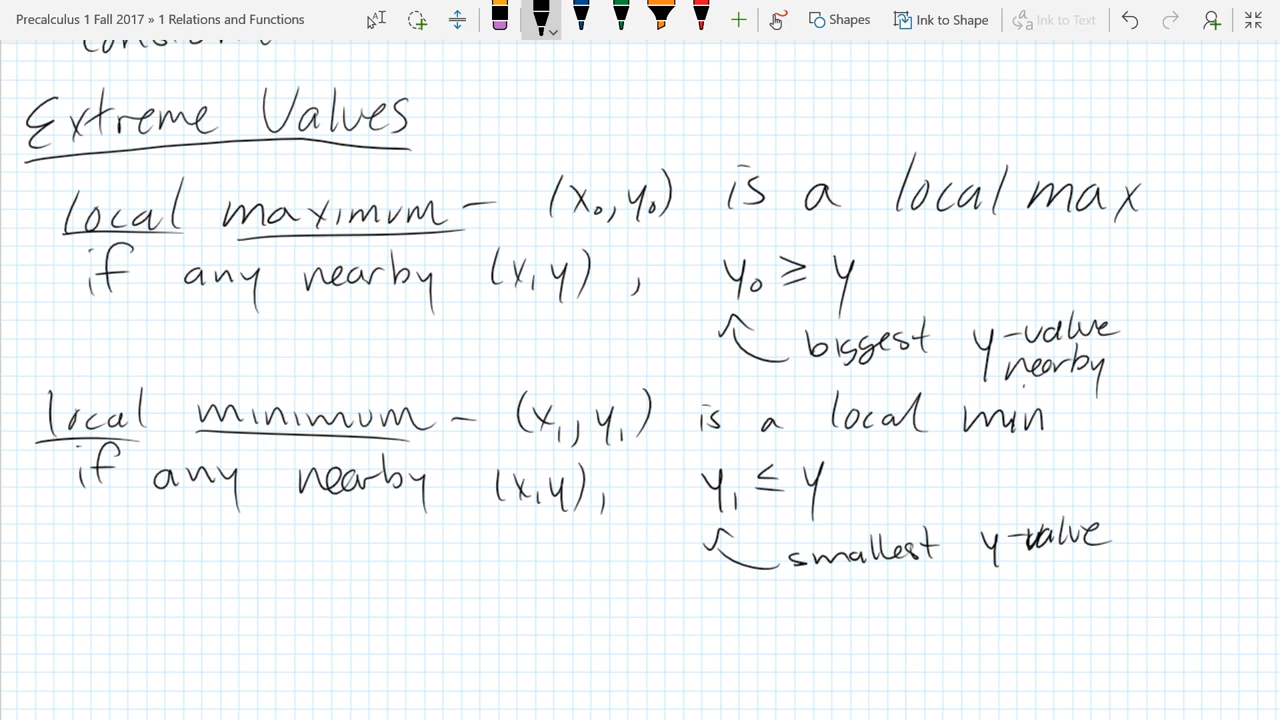 Precalculus 1 Fall 2017 » 1 Relations and Functions
Shapes
Ink to Shape
Ink to Text
Extreme Values
local maximum - (x₀, y₀) is a local max
if any nearby (x, y), y₀ ≥ y
biggest y-value
nearby
local minimum - (x₁, y₁) is a local min
if any nearby (x, y), y₁ ≤ y
smallest y-value